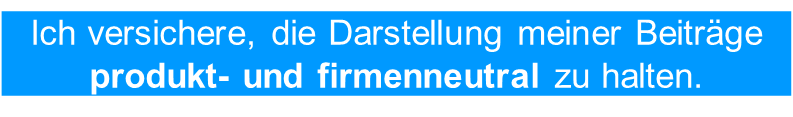 Ich versichere, die Darstellung meiner Beiträge
produkt- und firmenneutral zu halten.